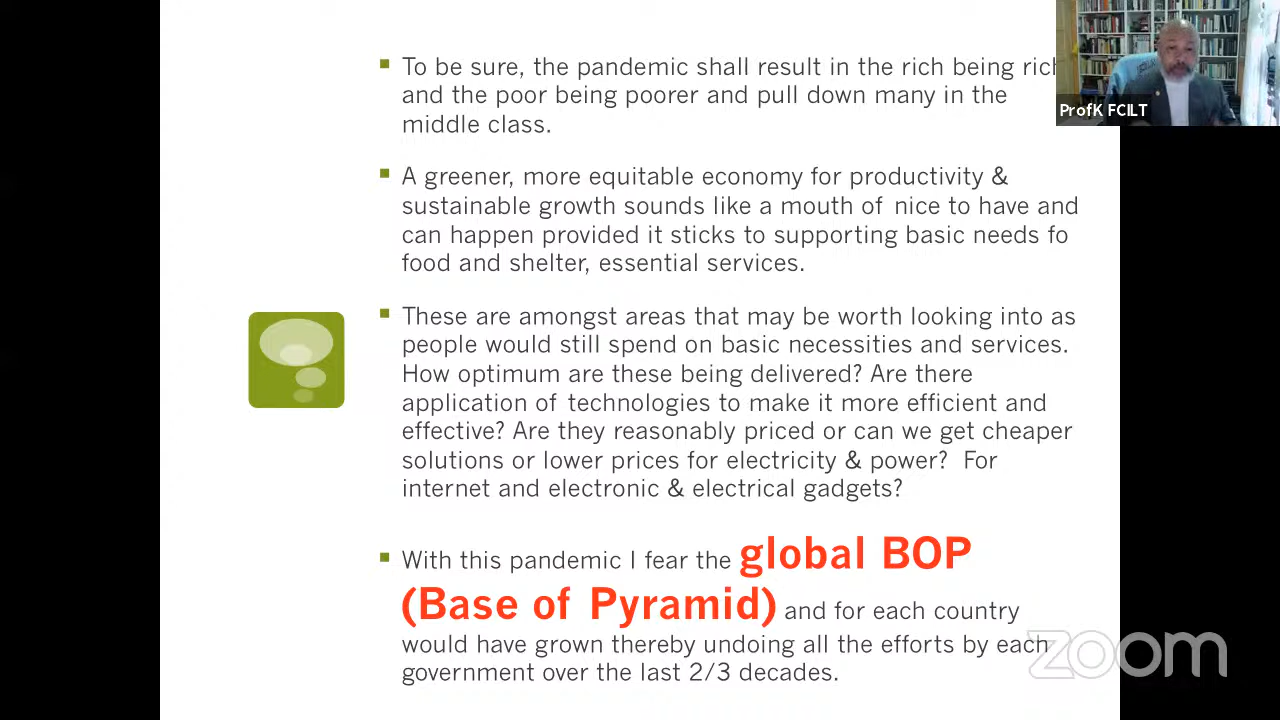 To be sure, the pandemic shall result in the rich being rich
and the poor being poorer and pull down many in the
middle class.
A greener, more equitable economy for productivity &
sustainable growth sounds like a mouth of nice to have and
can happen provided it sticks to supporting basic needs fo
food and shelter, essential services.
These are amongst areas that may be worth looking into as
people would still spend on basic necessities and services.
How optimum are these being delivered? Are there
application of technologies to make it more efficient and
effective? Are they reasonably priced or can we get cheaper
solutions or lower prices for electricity & power? For
internet and electronic & electrical gadgets?
With this pandemic I fear the global BOP
(Base of Pyramid) and for each country
would have grown thereby undoing all the efforts by each
government over the last 2/3 decades.
ProfK FCILT
zoom